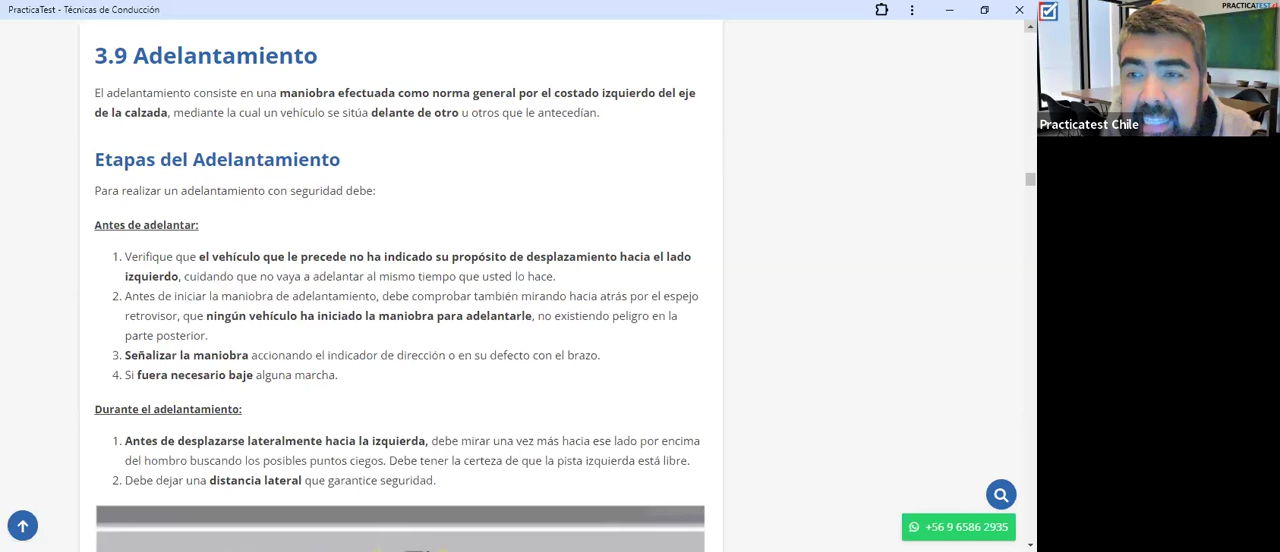 PracticaTest - Técnicas de Conducción
PRACTICATEST.cl
3.9 Adelantamiento
El adelantamiento consiste en una maniobra efectuada como norma general por el costado izquierdo del eje
de la calzada, mediante la cual un vehículo se sitúa delante de otro u otros que le antecedían.
Practicatest Chile
Etapas del Adelantamiento
Para realizar un adelantamiento con seguridad debe:
Antes de adelantar:
1. Verifique que el vehículo que le precede no ha indicado su propósito de desplazamiento hacia el lado
izquierdo, cuidando que no vaya a adelantar al mismo tiempo que usted lo hace.
2. Antes de iniciar la maniobra de adelantamiento, debe comprobar también mirando hacia atrás por el espejo
retrovisor, que ningún vehículo ha iniciado la maniobra para adelantarle, no existiendo peligro en la
parte posterior.
3. Señalizar la maniobra accionando el indicador de dirección o en su defecto con el brazo.
4. Si fuera necesario baje alguna marcha.
Durante el adelantamiento:
1. Antes de desplazarse lateralmente hacia la izquierda, debe mirar una vez más hacia ese lado por encima
del hombro buscando los posibles puntos ciegos. Debe tener la certeza de que la pista izquierda está libre.
2. Debe dejar una distancia lateral que garantice seguridad.
+56 9 6586 2935